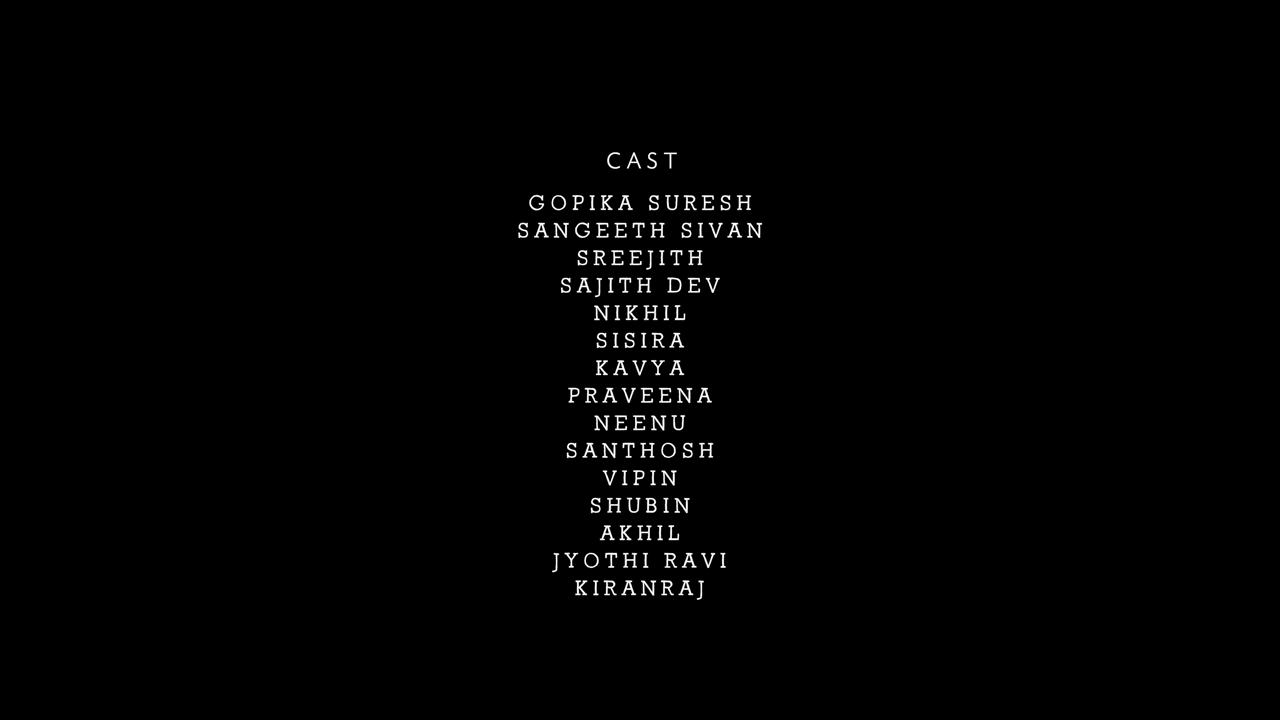 CAST
GOPIKA SURESH
SANGEETH SIVAN
SREEJITH
SAJITH DEV
NIKHIL
SISIRA
KAVYA
PRAVEENA
NEENU
SANTHOSH
VIPIN
SHUBIN
AKHIL
JYOTHI RAVI
KIRANRAJ